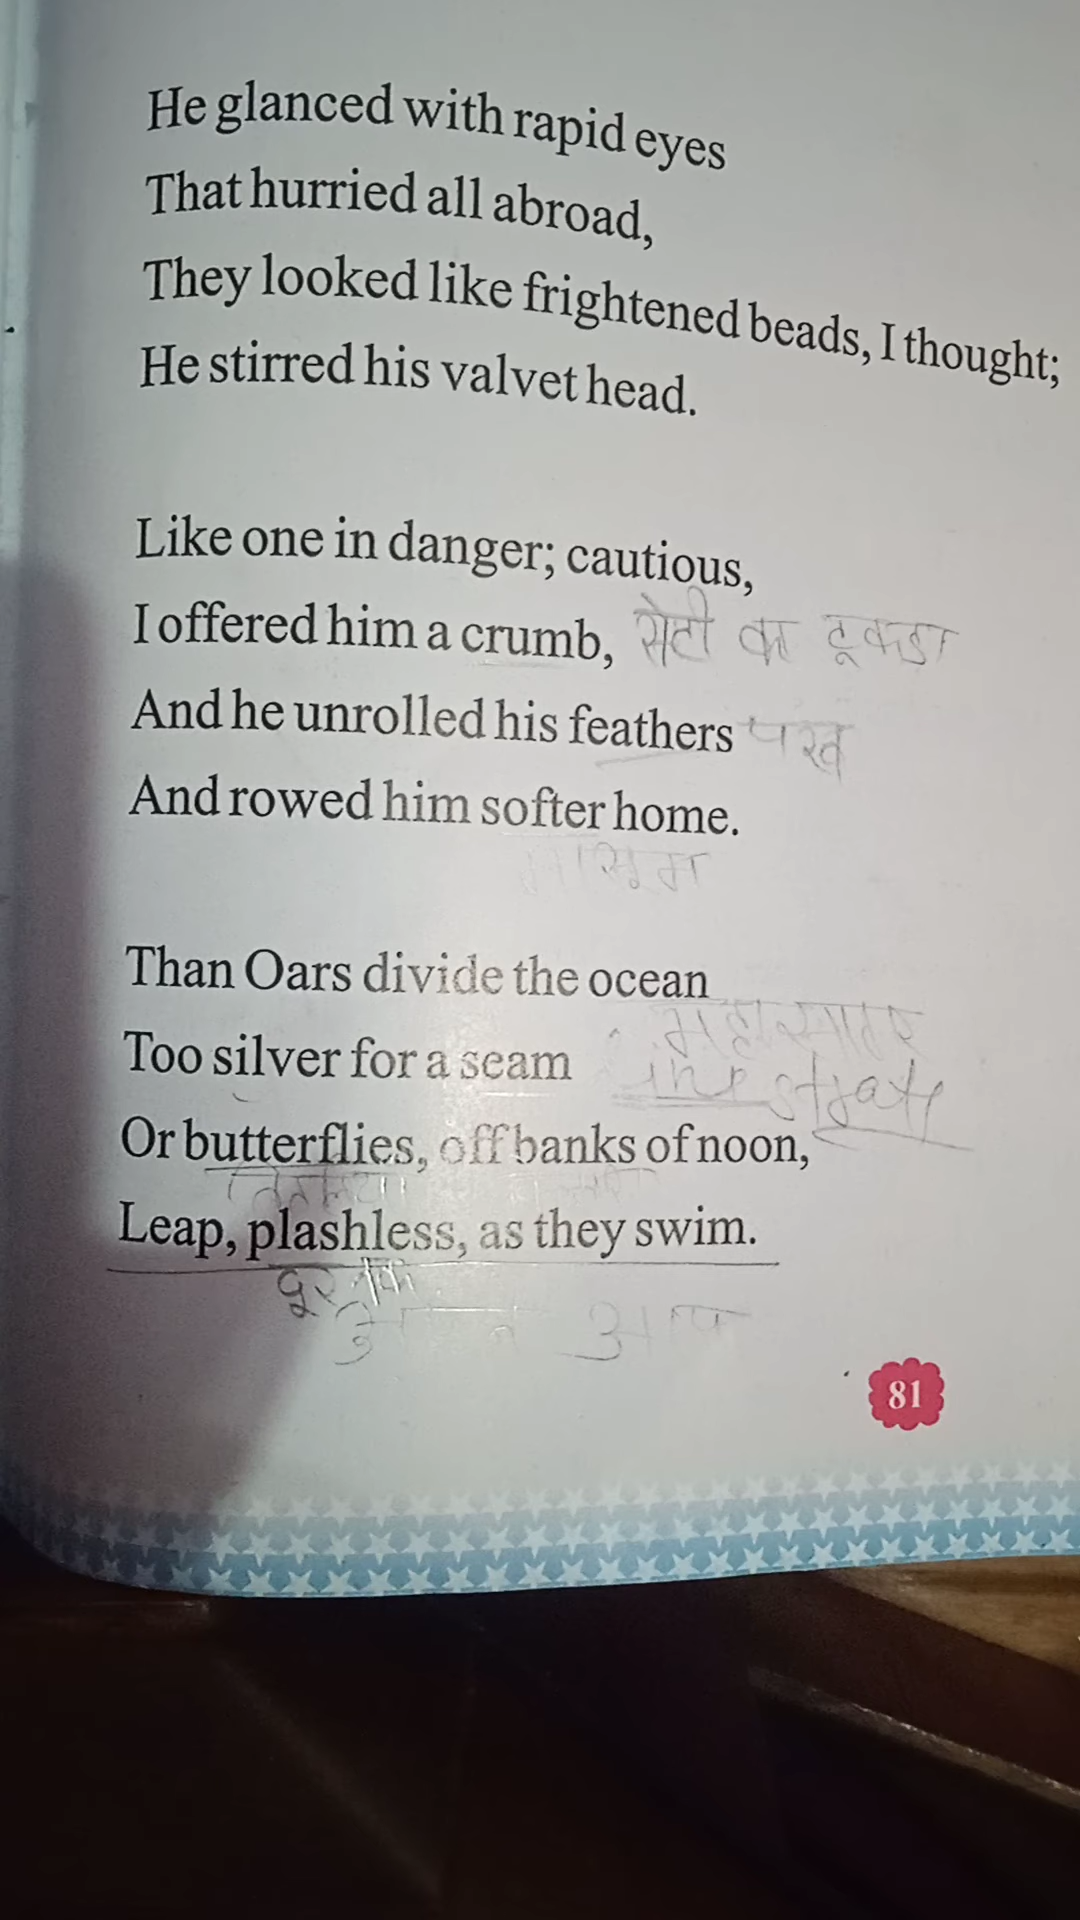 He glanced with rapid eyes
That hurried all abroad,
They looked like frightened beads, I thought;
He stirred his valvet head.
Like one in danger; cautious,
I offered him a crumb, रोटी का टूकडा
And he unrolled his feathers पंख
And rowed him softer home.
Than Oars divide the ocean
महासागर
Too silver for a seam
Or butterflies, off banks of noon,
Leap, plashless, as they swim.
81